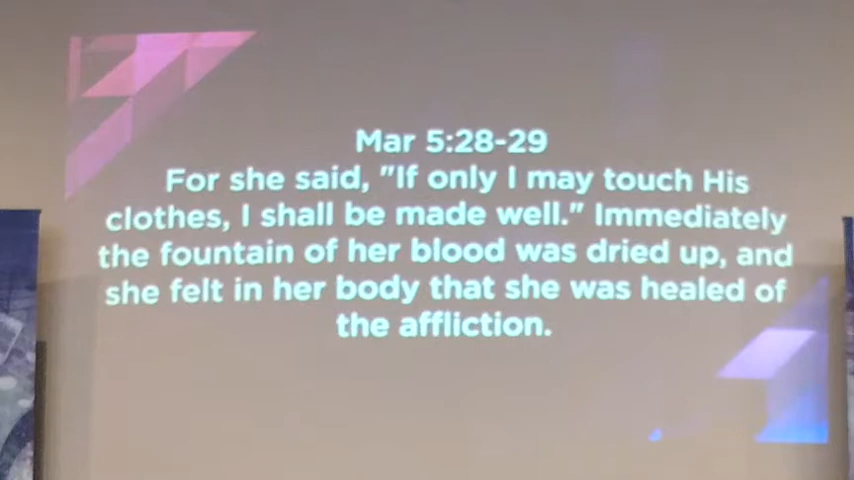 Mar 5:28-29
For she said, "If only I may touch His
clothes, I shall be made well." Immediately
the fountain of her blood was dried up, and
she felt in her body that she was healed of
the affliction.